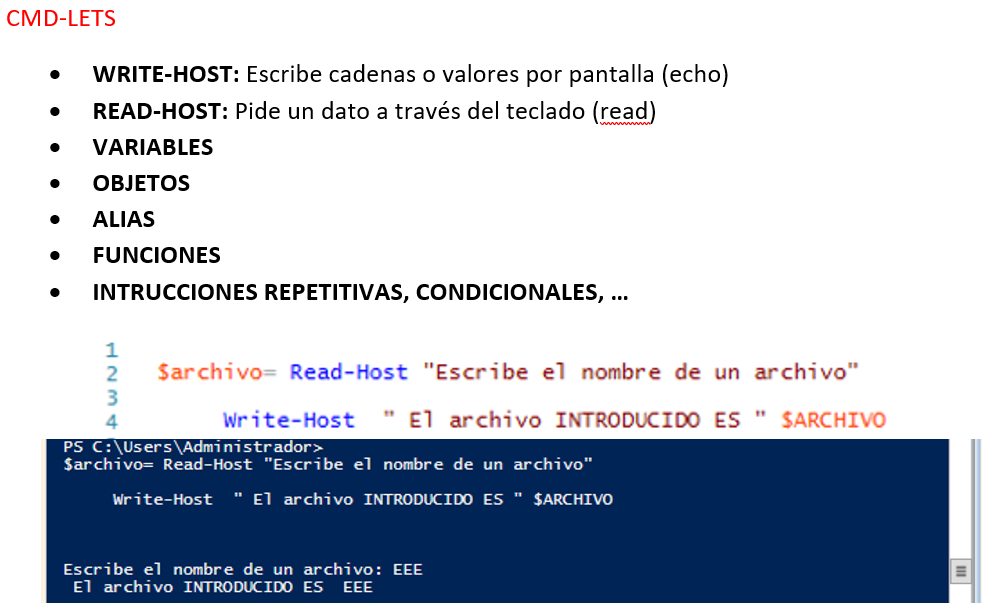 CMD-LETS
• WRITE-HOST: Escribe cadenas o valores por pantalla (echo)
• READ-HOST: Pide un dato a través del teclado (read)
• VARIABLES
• OBJETOS
• ALIAS
• FUNCIONES
• INTRUCCIONES REPETITIVAS, CONDICIONALES, ...
1
2 $archivo= Read-Host "Escribe el nombre de un archivo"
3
4 Write-Host " El archivo INTRODUCIDO ES " $ARCHIVO
PS C:\Users\Administrador>
$archivo= Read-Host "Escribe el nombre de un archivo"
Write-Host " El archivo INTRODUCIDO ES " $ARCHIVO
Escribe el nombre de un archivo: EEE
El archivo INTRODUCIDO ES  EEE